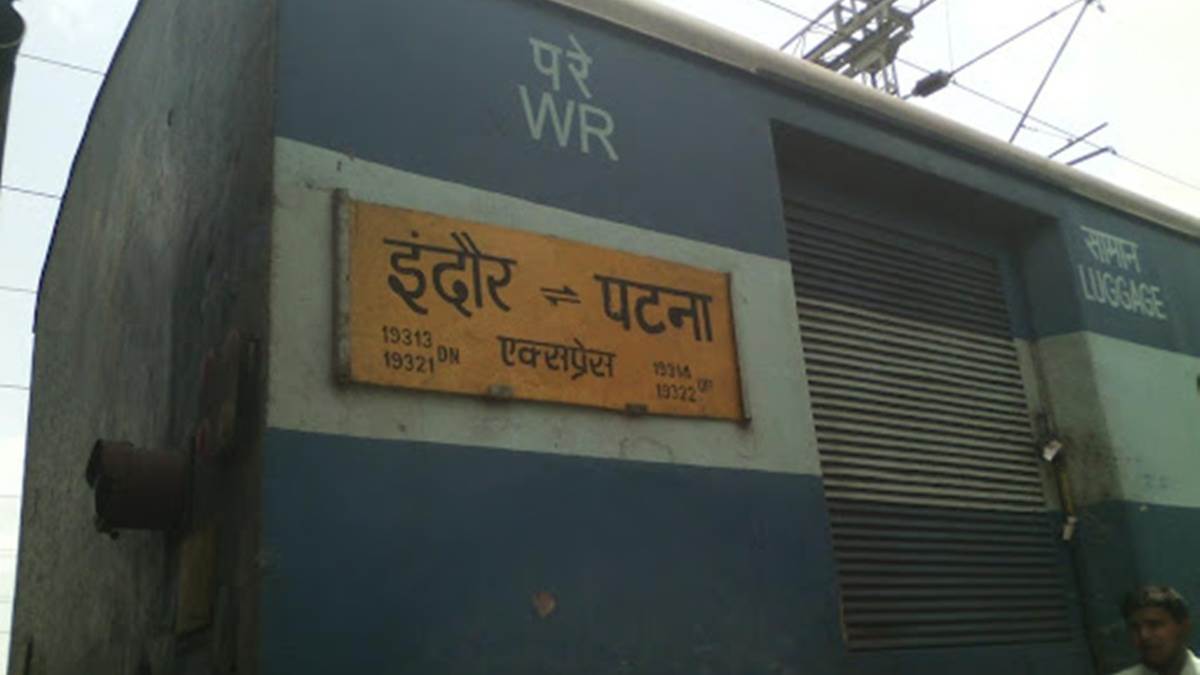 परे
WR
इंदौर ⇌ पटना
19313
19321 DN
एक्सप्रेस
19314
19322 UP
सामान
LUGGAGE